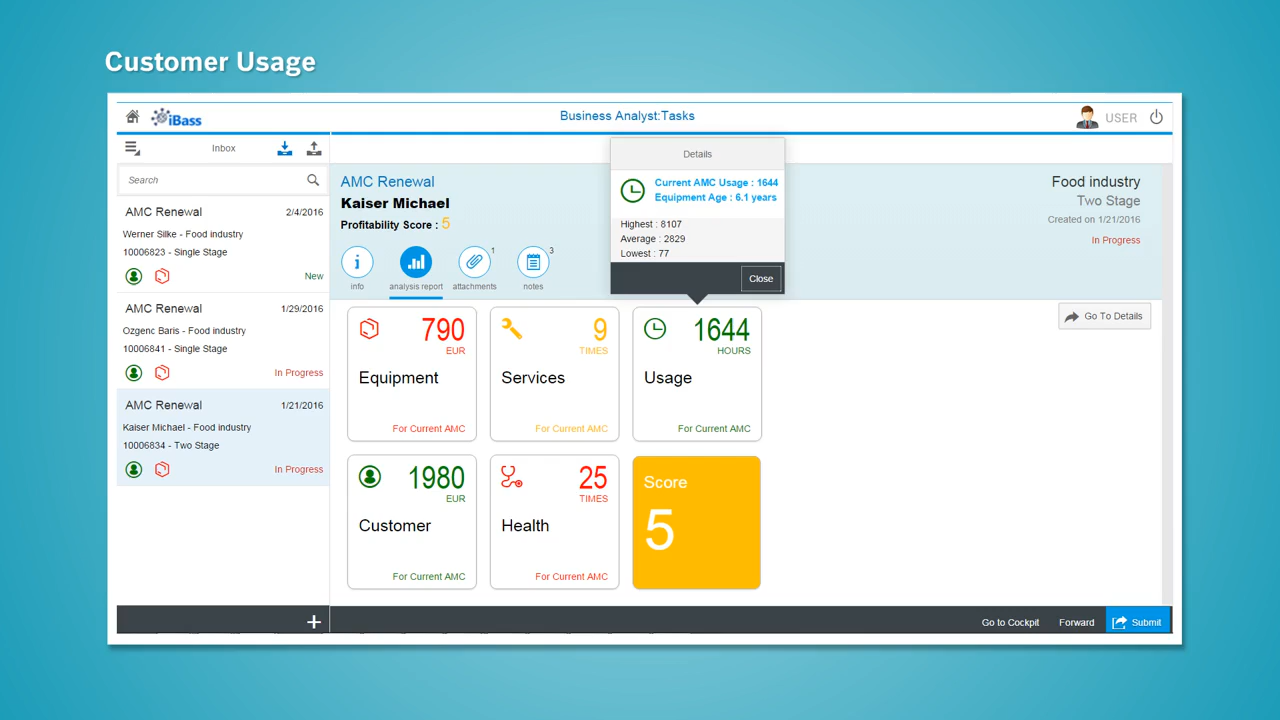 Customer Usage
iBass
Business Analyst:Tasks
USER
Inbox
Search
AMC Renewal 2/4/2016
Werner Silke - Food industry
10006823 - Single Stage
New
AMC Renewal 1/29/2016
Ozgenc Baris - Food industry
10006841 - Single Stage
In Progress
AMC Renewal 1/21/2016
Kaiser Michael - Food industry
10006834 - Two Stage
In Progress
AMC Renewal
Kaiser Michael
Profitability Score : 5
info
analysis report
1
attachments
3
notes
Details
Current AMC Usage : 1644
Equipment Age : 6.1 years
Highest : 8107
Average : 2829
Lowest : 77
Close
Food industry
Two Stage
Created on 1/21/2016
In Progress
Go To Details
790
EUR
Equipment
For Current AMC
9
TIMES
Services
For Current AMC
1644
HOURS
Usage
For Current AMC
1980
EUR
Customer
For Current AMC
25
TIMES
Health
For Current AMC
Score
5
Go to Cockpit
Forward
Submit